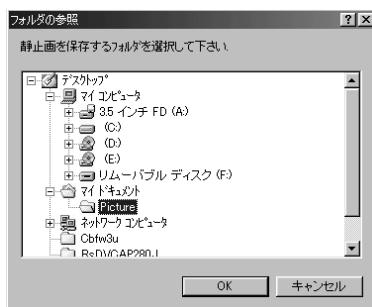 フォルダの参照
静止画を保存するフォルダを選択して下さい.
デスクトップ
マイ コンピュータ
3.5 インチ FD (A:)
(C:)
(D:)
(E:)
リムーバブル ディスク (F:)
マイ ドキュメント
Picture
ネットワーク コンピュータ
Cbfw3u
RsDVCAP280J
OK
キャンセル